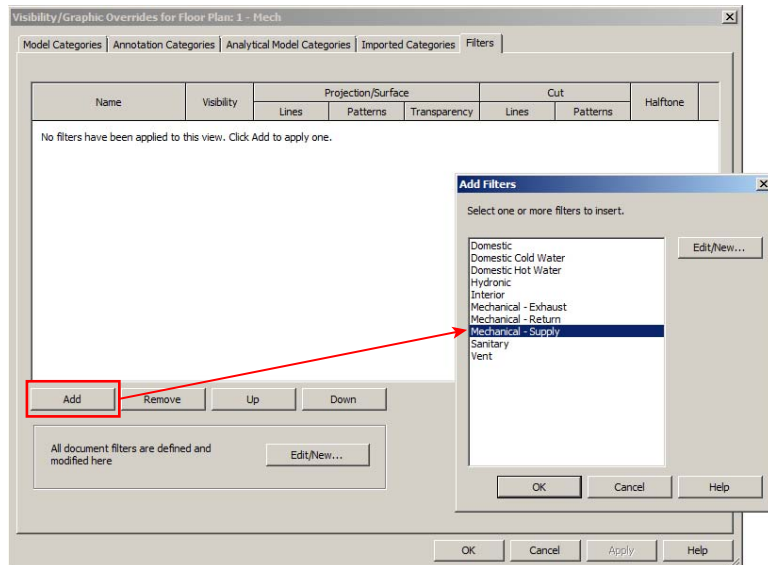 Visibility/Graphic Overrides for Floor Plan: 1 - Mech
Model Categories Annotation Categories Analytical Model Categories Imported Categories Filters
Name Visibility Projection/Surface Cut Halftone
Lines Patterns Transparency Lines Patterns
No filters have been applied to this view. Click Add to apply one.
Add Filters
Select one or more filters to insert.
Domestic
Domestic Cold Water
Domestic Hot Water
Hydronic
Interior
Mechanical - Exhaust
Mechanical - Return
Mechanical - Supply
Sanitary
Vent
Edit/New...
OK Cancel Help
Add Remove Up Down
All document filters are defined and
modified here
Edit/New...
OK Cancel Apply Help